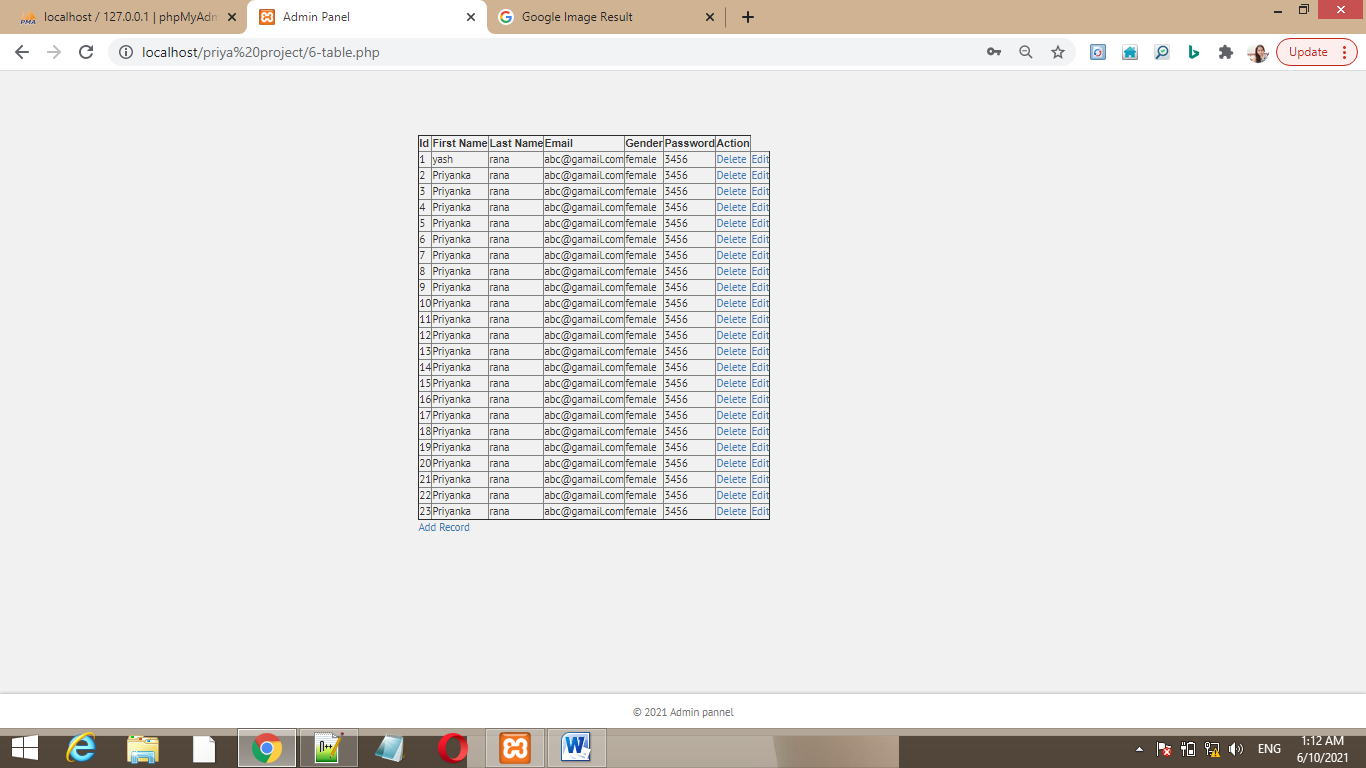 localhost / 127.0.0.1 | phpMyAdm
Admin Panel
Google Image Result
localhost/priya%20project/6-table.php
Update
Id First Name Last Name Email Gender Password Action
1 yash rana abc@gamail.com female 3456 Delete Edit
2 Priyanka rana abc@gamail.com female 3456 Delete Edit
3 Priyanka rana abc@gamail.com female 3456 Delete Edit
4 Priyanka rana abc@gamail.com female 3456 Delete Edit
5 Priyanka rana abc@gamail.com female 3456 Delete Edit
6 Priyanka rana abc@gamail.com female 3456 Delete Edit
7 Priyanka rana abc@gamail.com female 3456 Delete Edit
8 Priyanka rana abc@gamail.com female 3456 Delete Edit
9 Priyanka rana abc@gamail.com female 3456 Delete Edit
10 Priyanka rana abc@gamail.com female 3456 Delete Edit
11 Priyanka rana abc@gamail.com female 3456 Delete Edit
12 Priyanka rana abc@gamail.com female 3456 Delete Edit
13 Priyanka rana abc@gamail.com female 3456 Delete Edit
14 Priyanka rana abc@gamail.com female 3456 Delete Edit
15 Priyanka rana abc@gamail.com female 3456 Delete Edit
16 Priyanka rana abc@gamail.com female 3456 Delete Edit
17 Priyanka rana abc@gamail.com female 3456 Delete Edit
18 Priyanka rana abc@gamail.com female 3456 Delete Edit
19 Priyanka rana abc@gamail.com female 3456 Delete Edit
20 Priyanka rana abc@gamail.com female 3456 Delete Edit
21 Priyanka rana abc@gamail.com female 3456 Delete Edit
22 Priyanka rana abc@gamail.com female 3456 Delete Edit
23 Priyanka rana abc@gamail.com female 3456 Delete Edit
Add Record
© 2021 Admin pannel
ENG
1:12 AM
6/10/2021